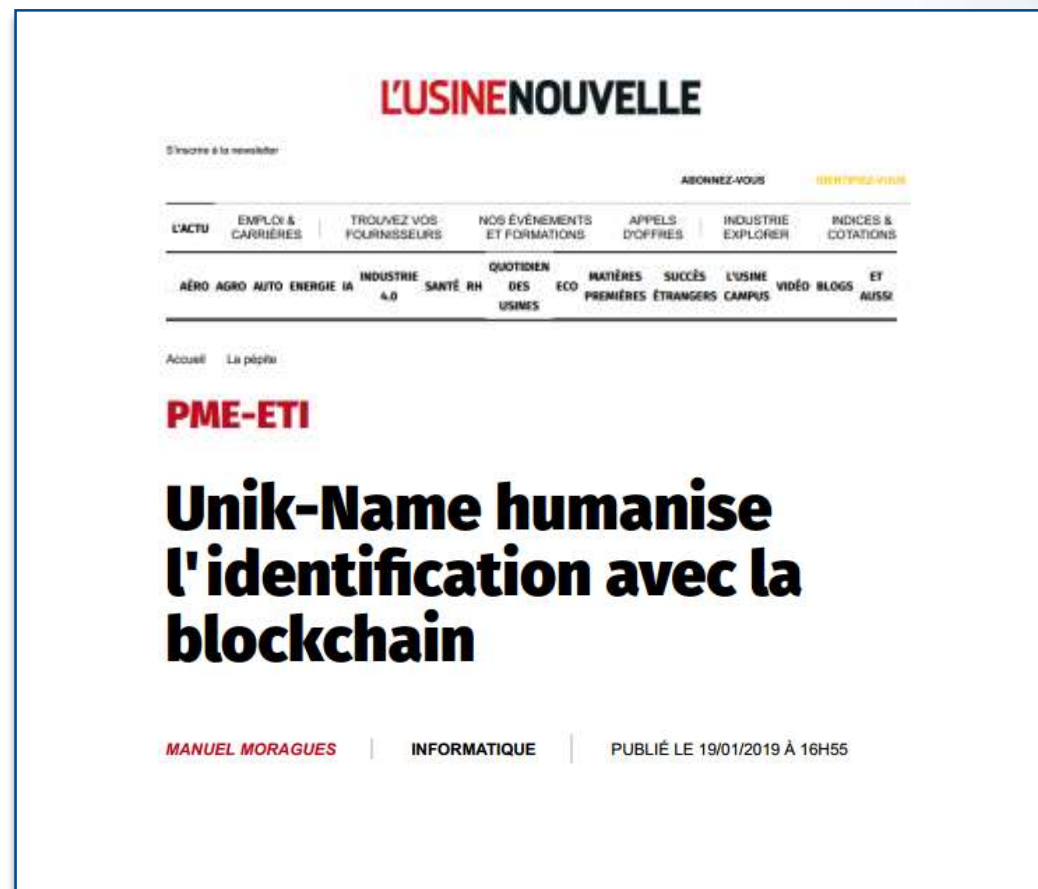 L'USINENOUVELLE
S'inscrire à la newsletter
ABONNEZ-VOUS IDENTIFIEZ-VOUS
L'ACTU EMPLOI & CARRIÈRES TROUVEZ VOS FOURNISSEURS NOS ÉVÈNEMENTS ET FORMATIONS APPELS D'OFFRES INDUSTRIE EXPLORER INDICES & COTATIONS
AÉRO AGRO AUTO ENERGIE IA INDUSTRIE 4.0 SANTÉ RH QUOTIDIEN DES USINES ECO MATIÈRES PREMIÈRES SUCCÈS ÉTRANGERS L'USINE CAMPUS VIDÉO BLOGS ET AUSSI
Accueil La pépite
PME-ETI
Unik-Name humanise
l'identification avec la
blockchain
MANUEL MORAGUES INFORMATIQUE PUBLIÉ LE 19/01/2019 À 16H55